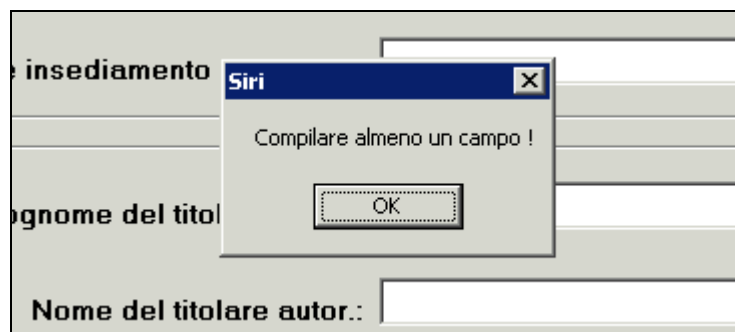 e insediamento
Siri
Compilare almeno un campo !
OK
ognome del titol
Nome del titolare autor.: